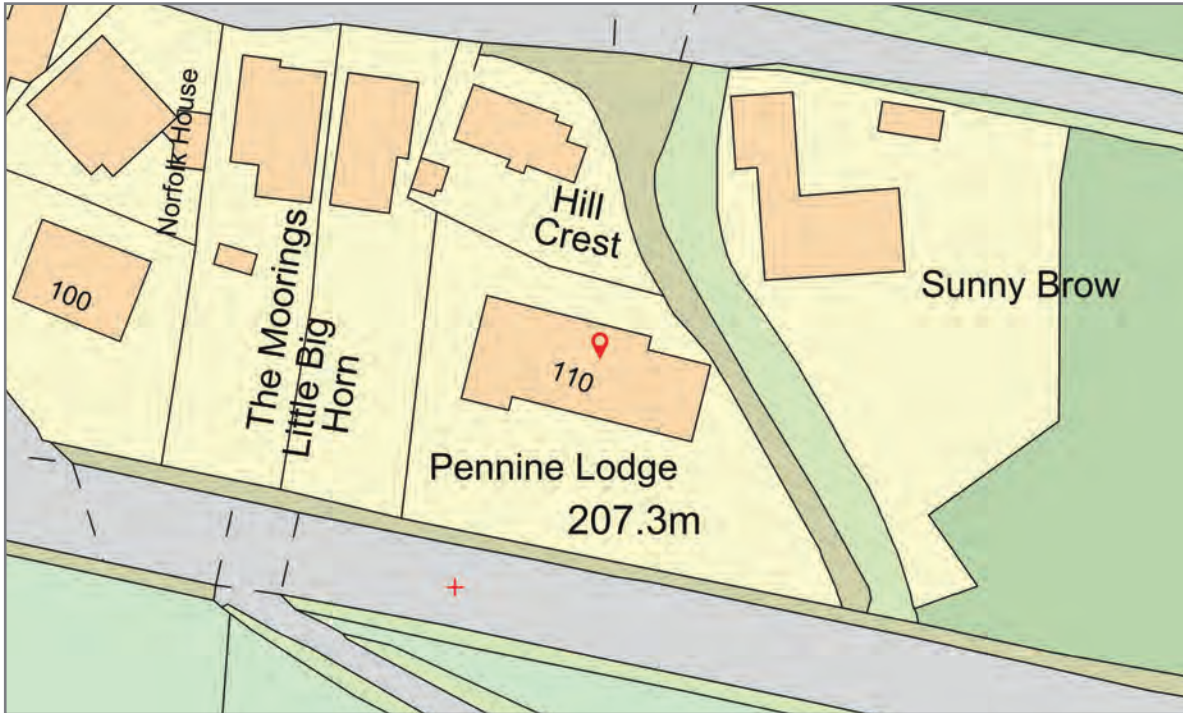 Norfolk House
100
The Moorings
Little Big
Horn
Hill
Crest
Sunny Brow
110
Pennine Lodge
207.3m